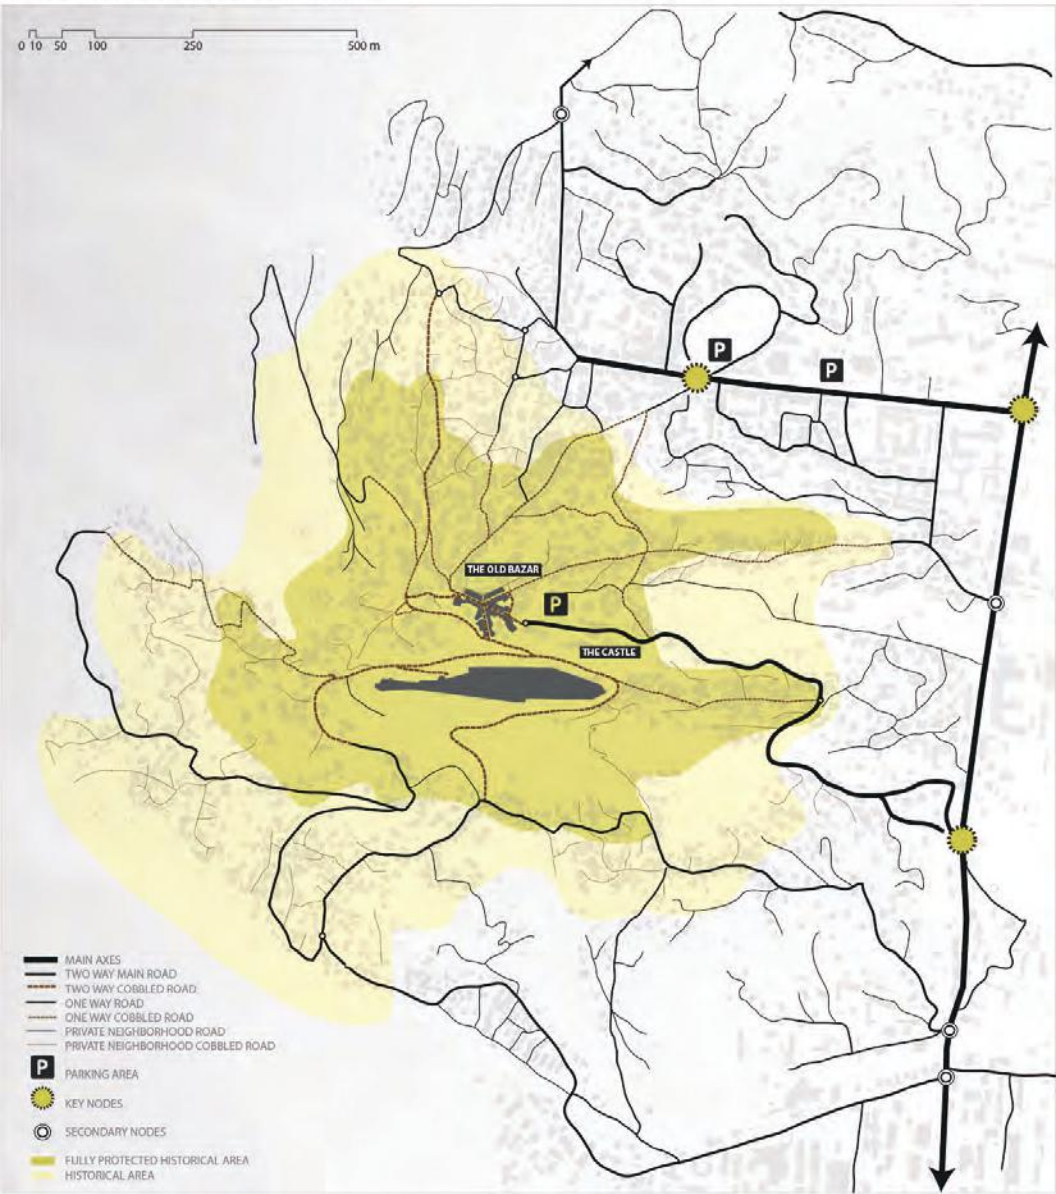 0 10 50 100 250 500 m
P
P
THE OLD BAZAR
P
THE CASTLE
MAIN AXES
TWO WAY MAIN ROAD
TWO WAY COBBLED ROAD
ONE WAY ROAD
ONE WAY COBBLED ROAD
PRIVATE NEIGHBORHOOD ROAD
PRIVATE NEIGHBORHOOD COBBLED ROAD
P PARKING AREA
KEY NODES
SECONDARY NODES
FULLY PROTECTED HISTORICAL AREA
HISTORICAL AREA